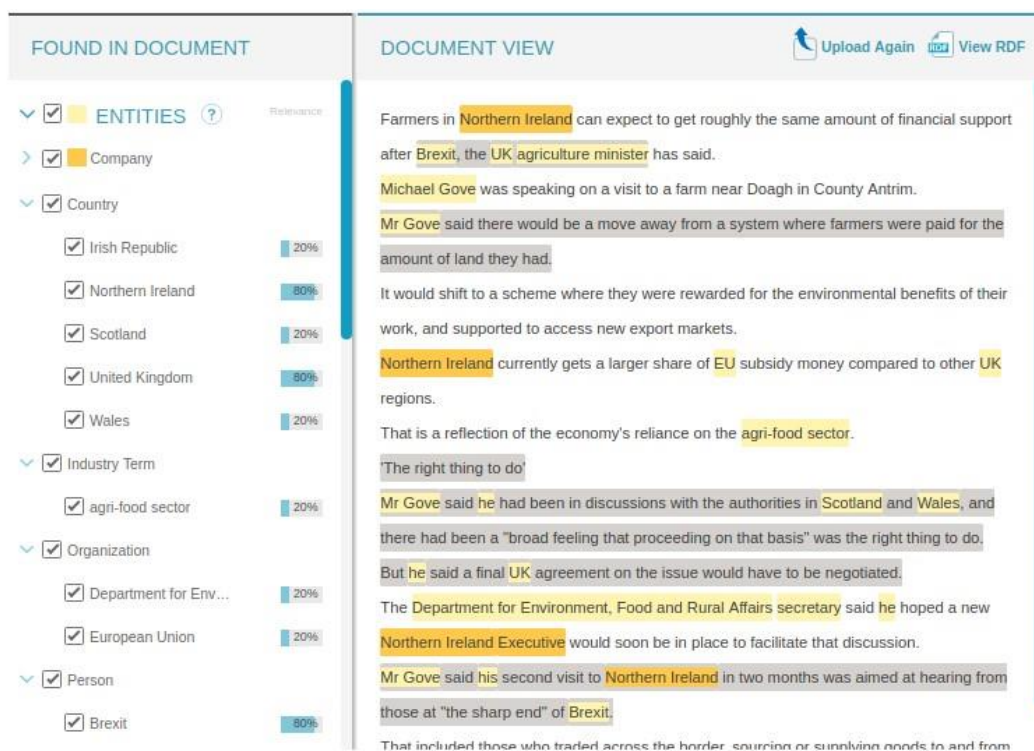 FOUND IN DOCUMENT
ENTITIES ?
Relevance
Company
Country
Irish Republic 20%
Northern Ireland 80%
Scotland 20%
United Kingdom 80%
Wales 20%
Industry Term
agri-food sector 20%
Organization
Department for Env... 20%
European Union 20%
Person
Brexit 80%
DOCUMENT VIEW
Upload Again
RDF View RDF
Farmers in Northern Ireland can expect to get roughly the same amount of financial support
after Brexit, the UK agriculture minister has said.
Michael Gove was speaking on a visit to a farm near Doagh in County Antrim.
Mr Gove said there would be a move away from a system where farmers were paid for the
amount of land they had.
It would shift to a scheme where they were rewarded for the environmental benefits of their
work, and supported to access new export markets.
Northern Ireland currently gets a larger share of EU subsidy money compared to other UK
regions.
That is a reflection of the economy's reliance on the agri-food sector.
'The right thing to do'
Mr Gove said he had been in discussions with the authorities in Scotland and Wales, and
there had been a "broad feeling that proceeding on that basis" was the right thing to do.
But he said a final UK agreement on the issue would have to be negotiated.
The Department for Environment, Food and Rural Affairs secretary said he hoped a new
Northern Ireland Executive would soon be in place to facilitate that discussion.
Mr Gove said his second visit to Northern Ireland in two months was aimed at hearing from
those at "the sharp end" of Brexit.
That included those who traded across the border, sourcing or supplying goods to and from